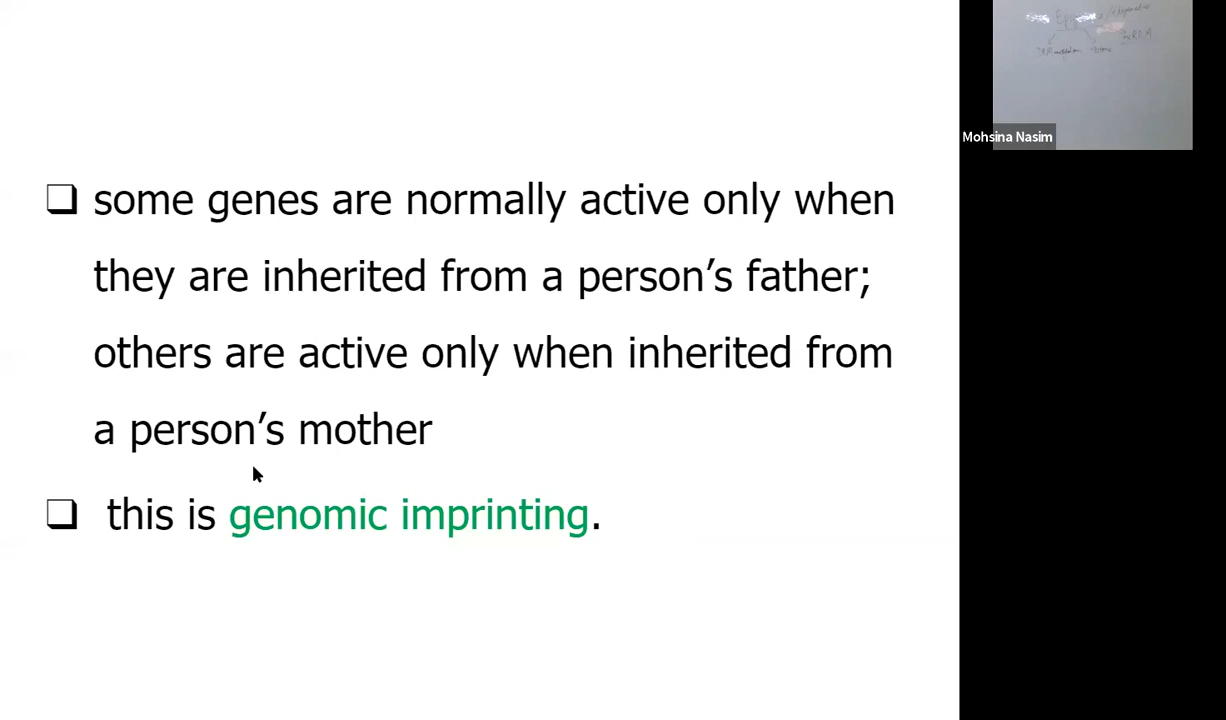 ❑ some genes are normally active only when
they are inherited from a person’s father;
others are active only when inherited from
a person’s mother
❑ this is genomic imprinting.
Mohsina Nasim